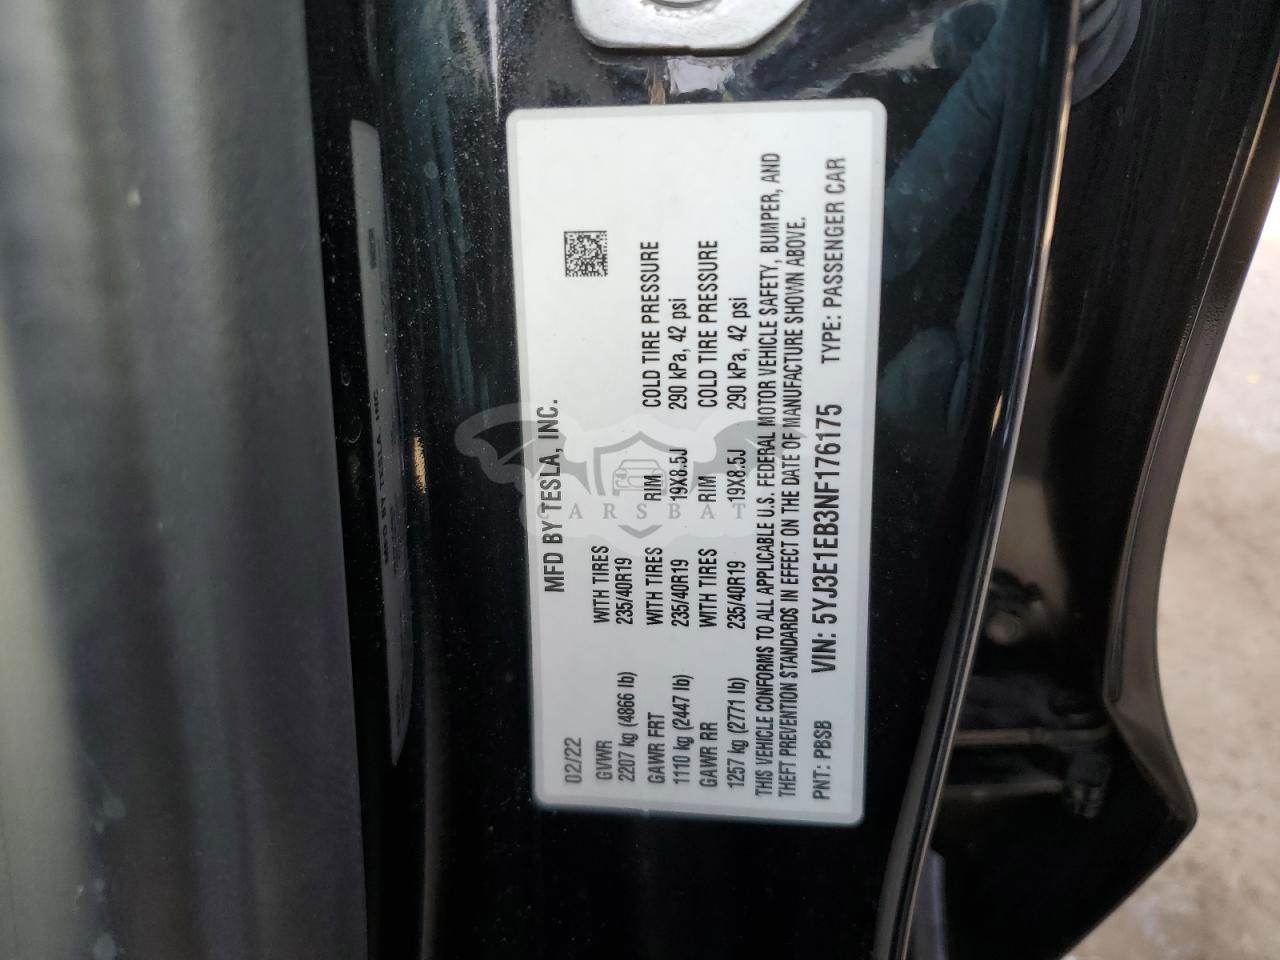 MFD BY TESLA, INC.
02/22
GVWR WITH TIRES
2207 kg (4866 lb) 235/40R19
GAWR FRT WITH TIRES RIM COLD TIRE PRESSURE
1110 kg (2447 lb) 235/40R19 19X8.5J 290 kPa, 42 psi
GAWR RR WITH TIRES RIM COLD TIRE PRESSURE
1257 kg (2771 lb) 235/40R19 19X8.5J 290 kPa, 42 psi
THIS VEHICLE CONFORMS TO ALL APPLICABLE U.S. FEDERAL MOTOR VEHICLE SAFETY, BUMPER, AND
THEFT PREVENTION STANDARDS IN EFFECT ON THE DATE OF MANUFACTURE SHOWN ABOVE.
PNT: PBSB VIN: 5YJ3E1EB3NF176175 TYPE: PASSENGER CAR
CARSBAT